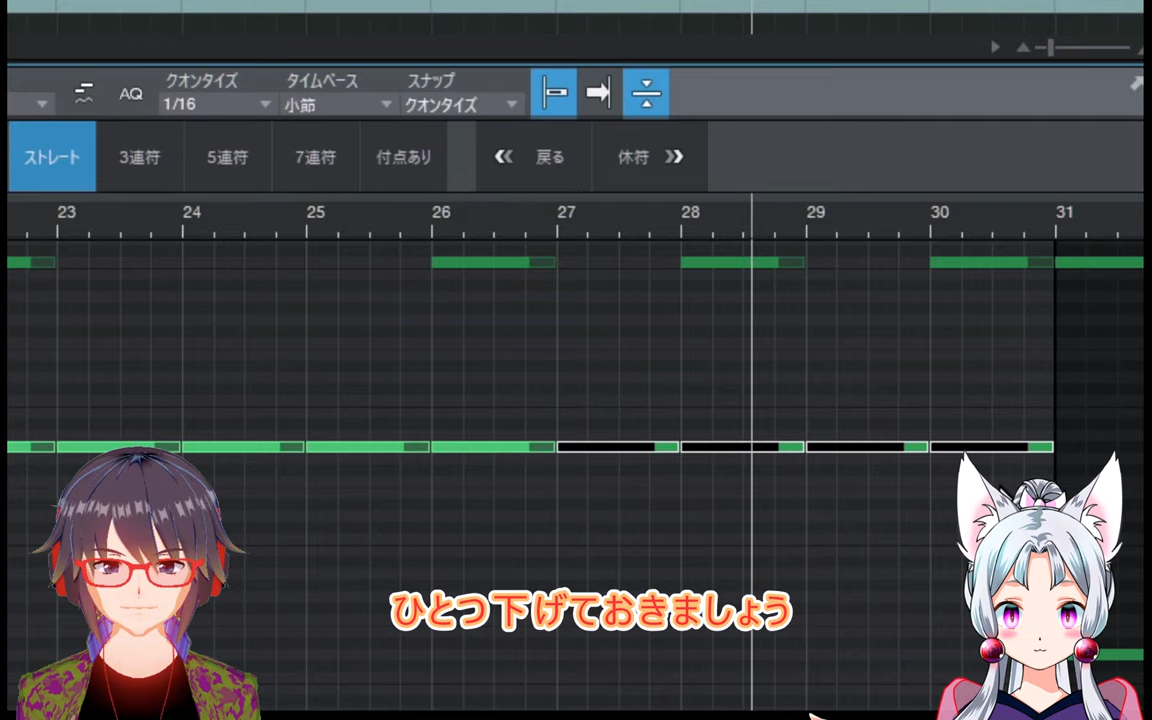 クオンタイズ タイムベース スナップ
AQ 1/16 小節 クオンタイズ
ストレート 3連符 5連符 7連符 付点あり 戻る 休符
23 24 25 26 27 28 29 30 31
ひとつ下げておきましょう